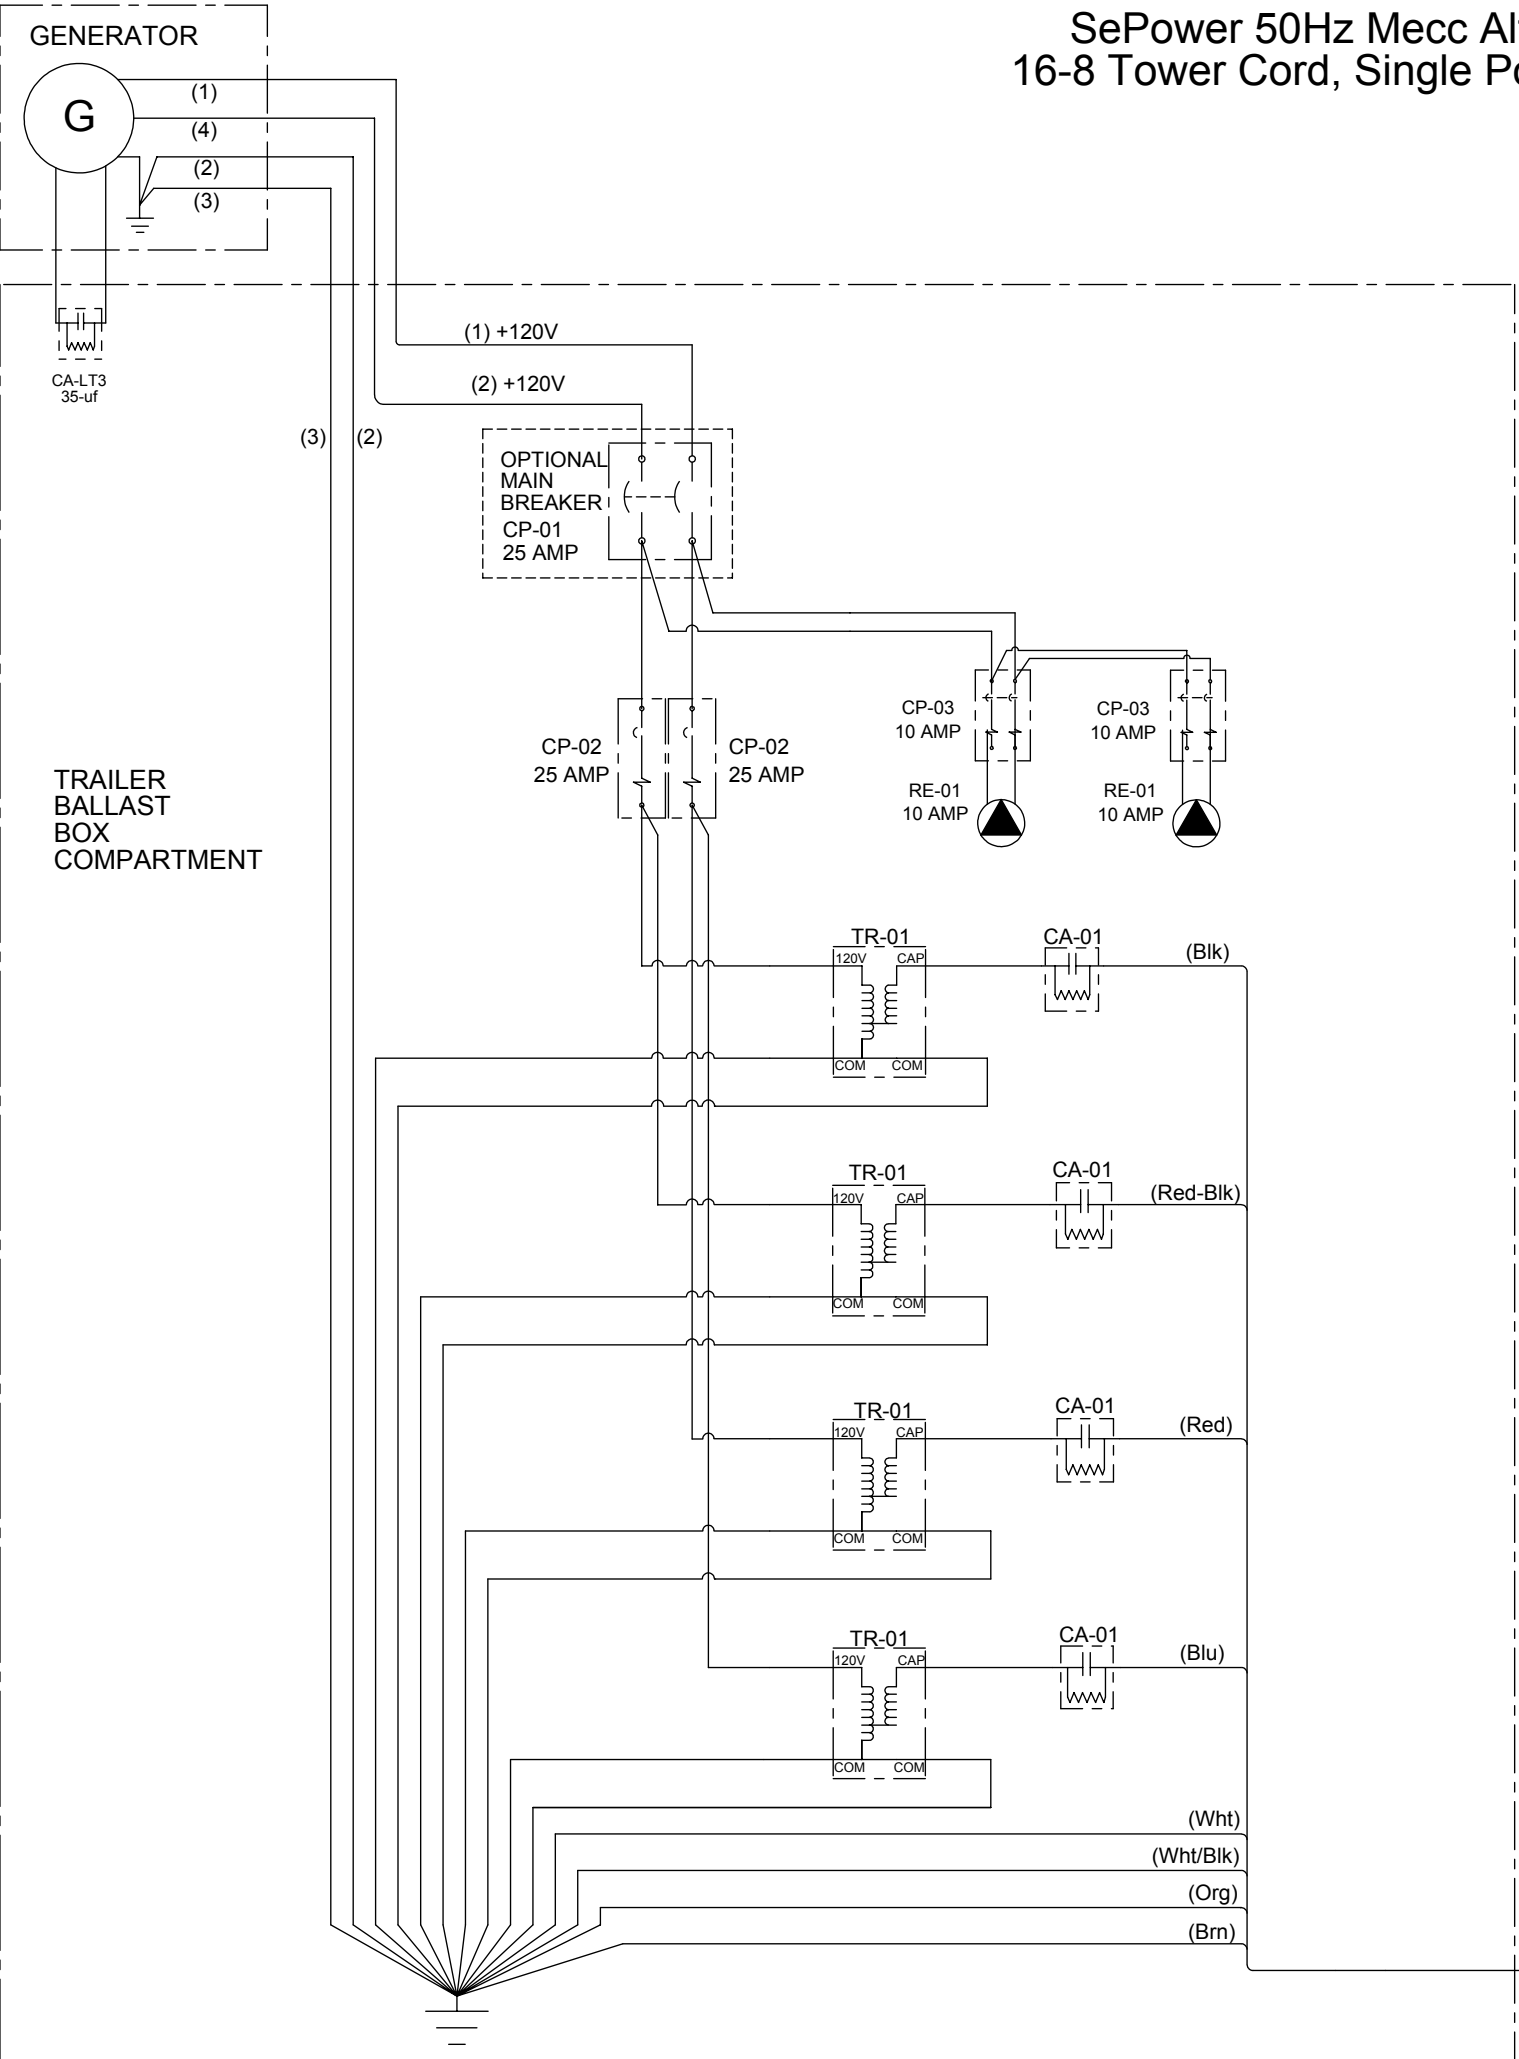 SePower 50Hz Mecc Al
16-8 Tower Cord, Single P
GENERATOR
G
(1)
(4)
(2)
(3)
CA-LT3
35-uf
(1) +120V
(2) +120V
(3)
(2)
OPTIONAL
MAIN
BREAKER
CP-01
25 AMP
CP-02
25 AMP
CP-02
25 AMP
CP-03
10 AMP
CP-03
10 AMP
RE-01
10 AMP
RE-01
10 AMP
TRAILER
BALLAST
BOX
COMPARTMENT
TR-01
120V
CAP
COM
COM
CA-01
(Blk)
TR-01
120V
CAP
COM
COM
CA-01
(Red-Blk)
TR-01
120V
CAP
COM
COM
CA-01
(Red)
TR-01
120V
CAP
COM
COM
CA-01
(Blu)
(Wht)
(Wht/Blk)
(Org)
(Brn)